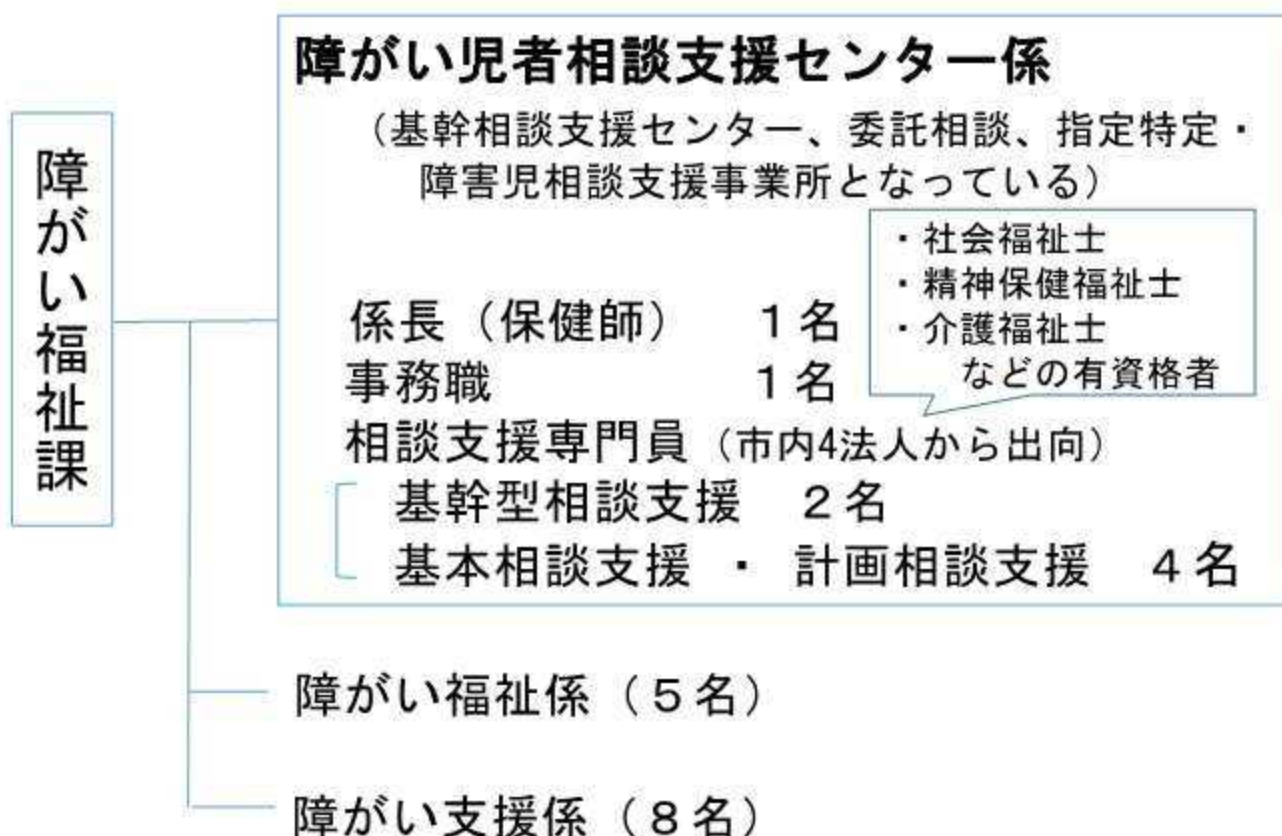 障がい福祉課
障がい児者相談支援センター係
（基幹相談支援センター、委託相談、指定特定・
障害児相談支援事業所となっている）
・社会福祉士
・精神保健福祉士
・介護福祉士
などの有資格者
係長（保健師）　１名
事務職　１名
相談支援専門員（市内4法人から出向）
基幹型相談支援　２名
基本相談支援 ・ 計画相談支援　４名
障がい福祉係（５名）
障がい支援係（８名）